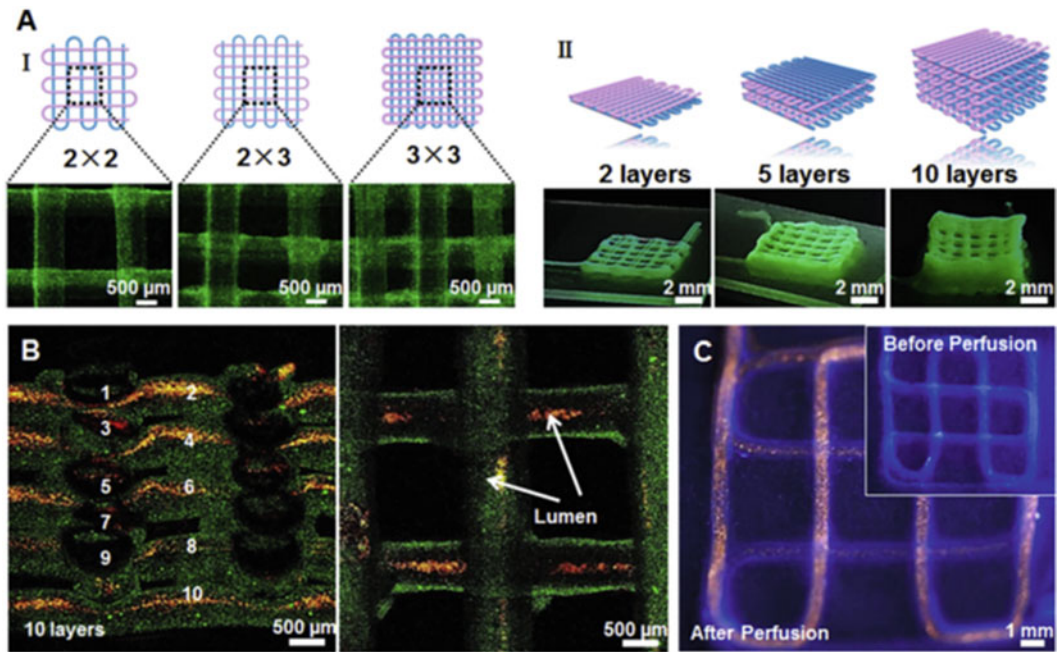 A
I
II
2×2
2×3
3×3
2 layers
5 layers
10 layers
500 µm
500 µm
500 µm
2 mm
2 mm
2 mm
B
1
2
3
4
5
6
7
8
9
10
10 layers
500 µm
Lumen
500 µm
C
Before Perfusion
After Perfusion
1 mm